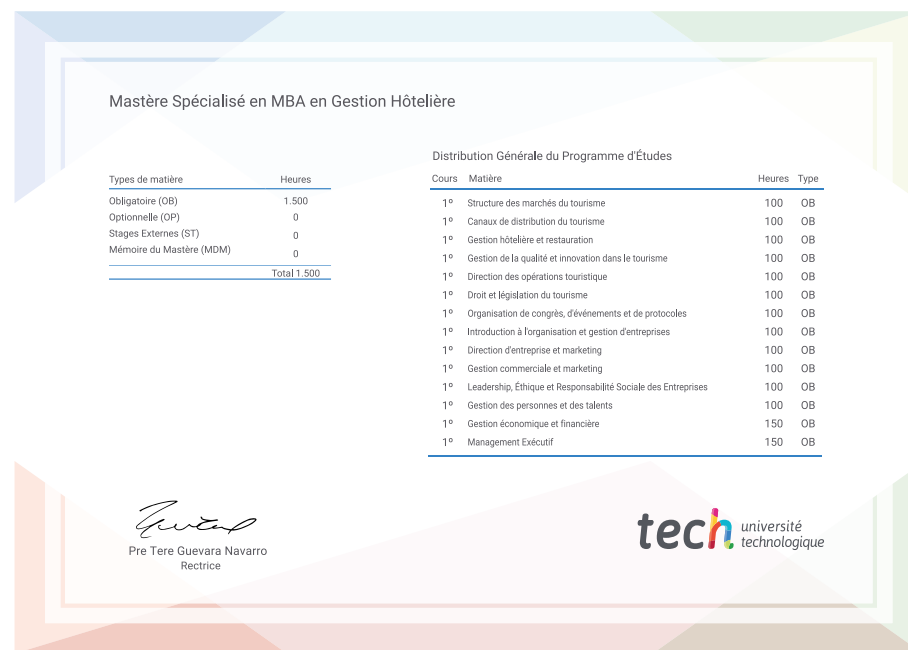 Mastère Spécialisé en MBA en Gestion Hôtelière
Types de matière Heures
Obligatoire (OB) 1.500
Optionnelle (OP) 0
Stages Externes (ST) 0
Mémoire du Mastère (MDM) 0
Total 1.500
Distribution Générale du Programme d'Études
Cours Matière Heures Type
1º Structure des marchés du tourisme 100 OB
1º Canaux de distribution du tourisme 100 OB
1º Gestion hôtelière et restauration 100 OB
1º Gestion de la qualité et innovation dans le tourisme 100 OB
1º Direction des opérations touristique 100 OB
1º Droit et législation du tourisme 100 OB
1º Organisation de congrès, d'événements et de protocoles 100 OB
1º Introduction à l'organisation et gestion d'entreprises 100 OB
1º Direction d'entreprise et marketing 100 OB
1º Gestion commerciale et marketing 100 OB
1º Leadership, Éthique et Responsabilité Sociale des Entreprises 100 OB
1º Gestion des personnes et des talents 100 OB
1º Gestion économique et financière 150 OB
1º Management Exécutif 150 OB
Pre Tere Guevara Navarro
Rectrice
tech université
technologique